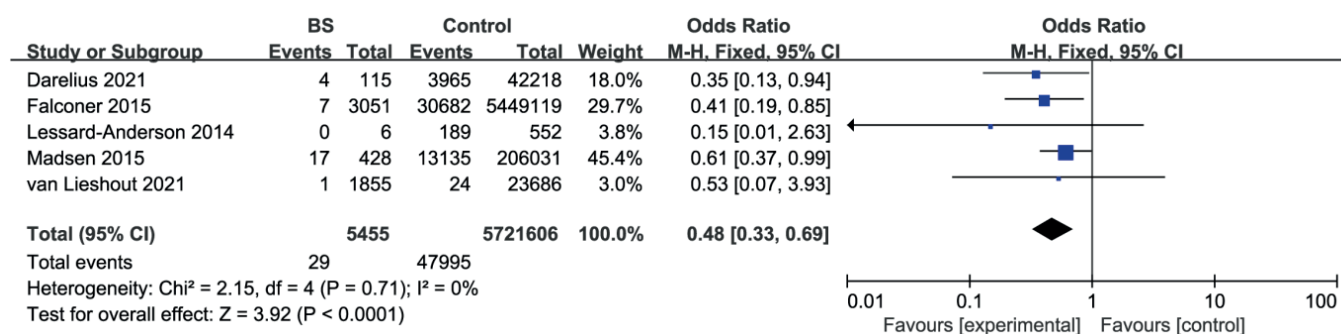 BS Control Odds Ratio Odds Ratio
Study or Subgroup Events Total Events Total Weight M-H, Fixed, 95% CI M-H, Fixed, 95% CI
Darelius 2021 4 115 3965 42218 18.0% 0.35 [0.13, 0.94]
Falconer 2015 7 3051 30682 5449119 29.7% 0.41 [0.19, 0.85]
Lessard-Anderson 2014 0 6 189 552 3.8% 0.15 [0.01, 2.63]
Madsen 2015 17 428 13135 206031 45.4% 0.61 [0.37, 0.99]
van Lieshout 2021 1 1855 24 23686 3.0% 0.53 [0.07, 3.93]
Total (95% CI) 5455 5721606 100.0% 0.48 [0.33, 0.69]
Total events 29 47995
Heterogeneity: Chi² = 2.15, df = 4 (P = 0.71); I² = 0%
Test for overall effect: Z = 3.92 (P < 0.0001)
0.01 0.1 1 10 100
Favours [experimental] Favours [control]